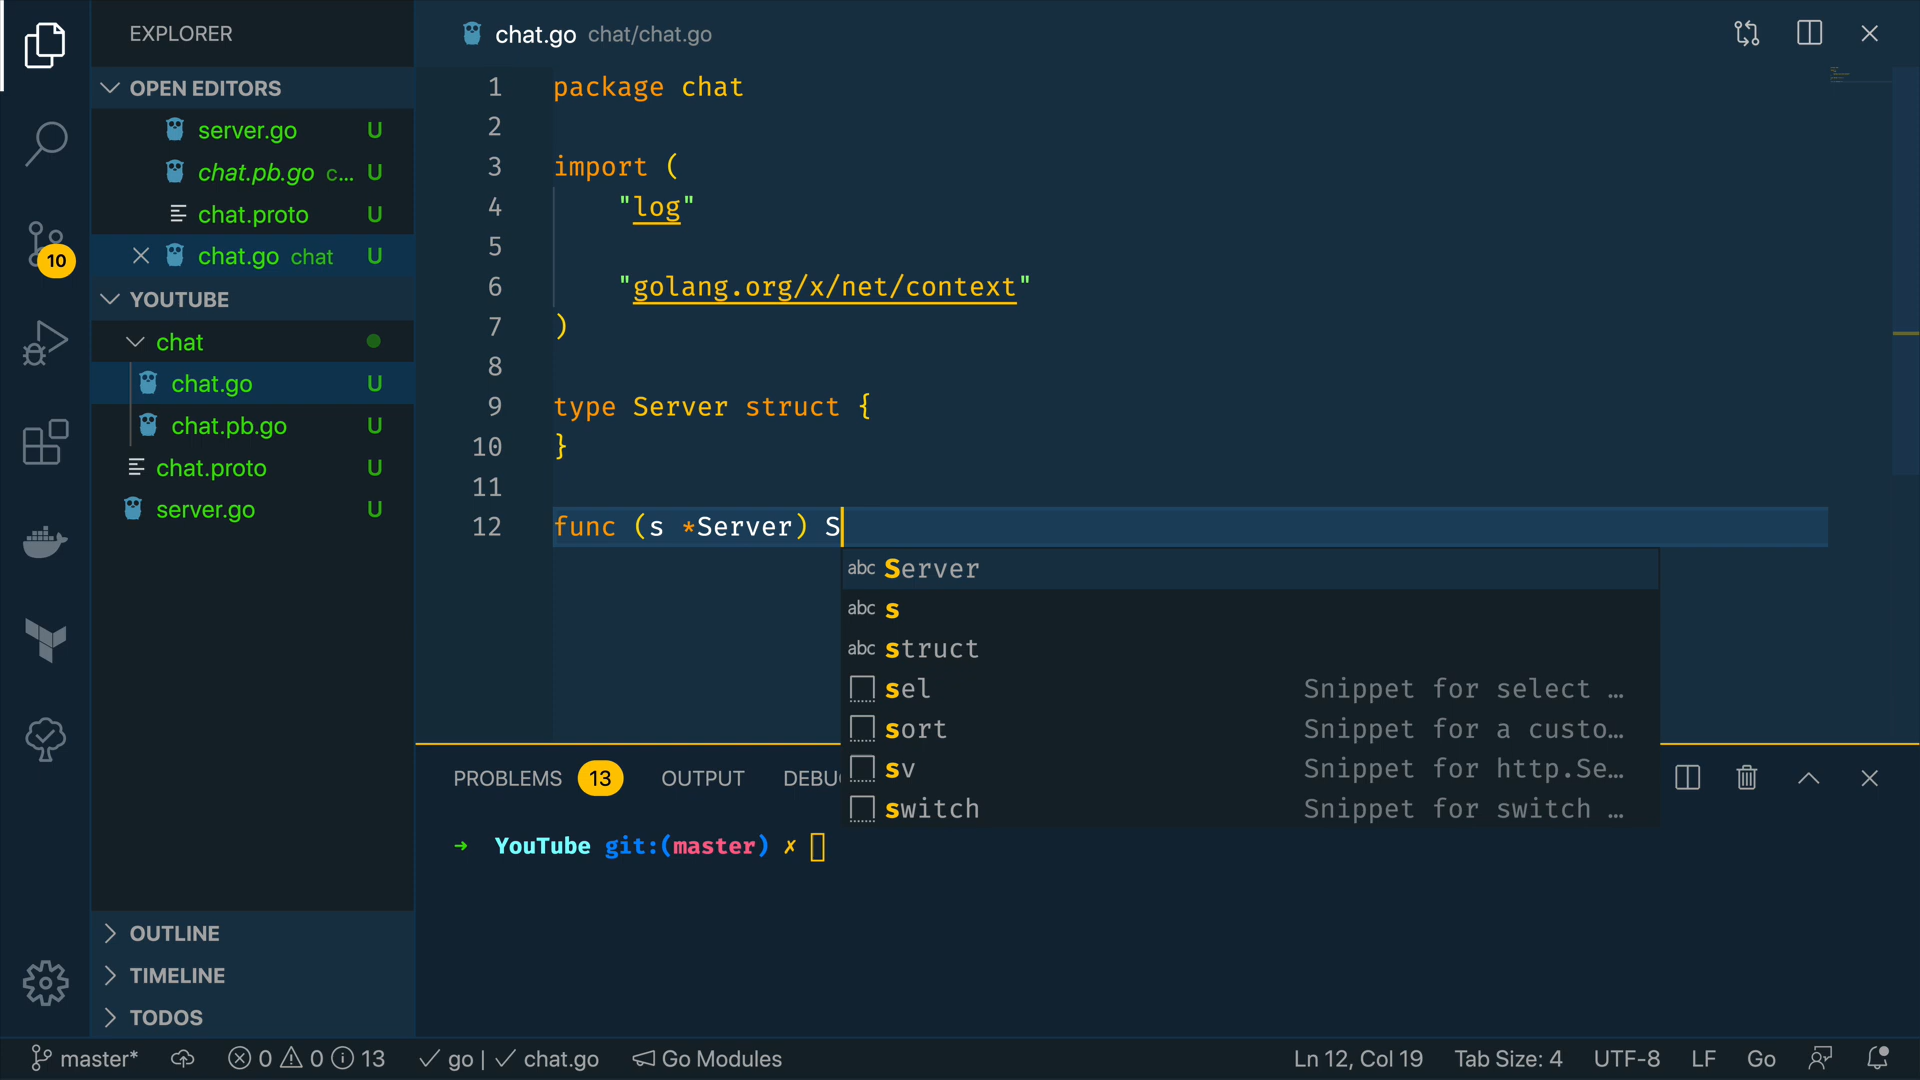 EXPLORER
OPEN EDITORS
server.go U
chat.pb.go c... U
chat.proto U
chat.go chat U
YOUTUBE
chat
chat.go U
chat.pb.go U
chat.proto U
server.go U
OUTLINE
TIMELINE
TODOS
10
chat.go chat/chat.go
1 package chat
2
3 import (
4 "log"
5
6 "golang.org/x/net/context"
7 )
8
9 type Server struct {
10 }
11
12 func (s *Server) S
abc Server
abc s
abc struct
sel Snippet for select ...
sort Snippet for a custo...
sv Snippet for http.Se...
switch Snippet for switch ...
PROBLEMS 13 OUTPUT DEBU
➜ YouTube git:(master) ✗
master* 0 0 13 go | chat.go Go Modules Ln 12, Col 19 Tab Size: 4 UTF-8 LF Go